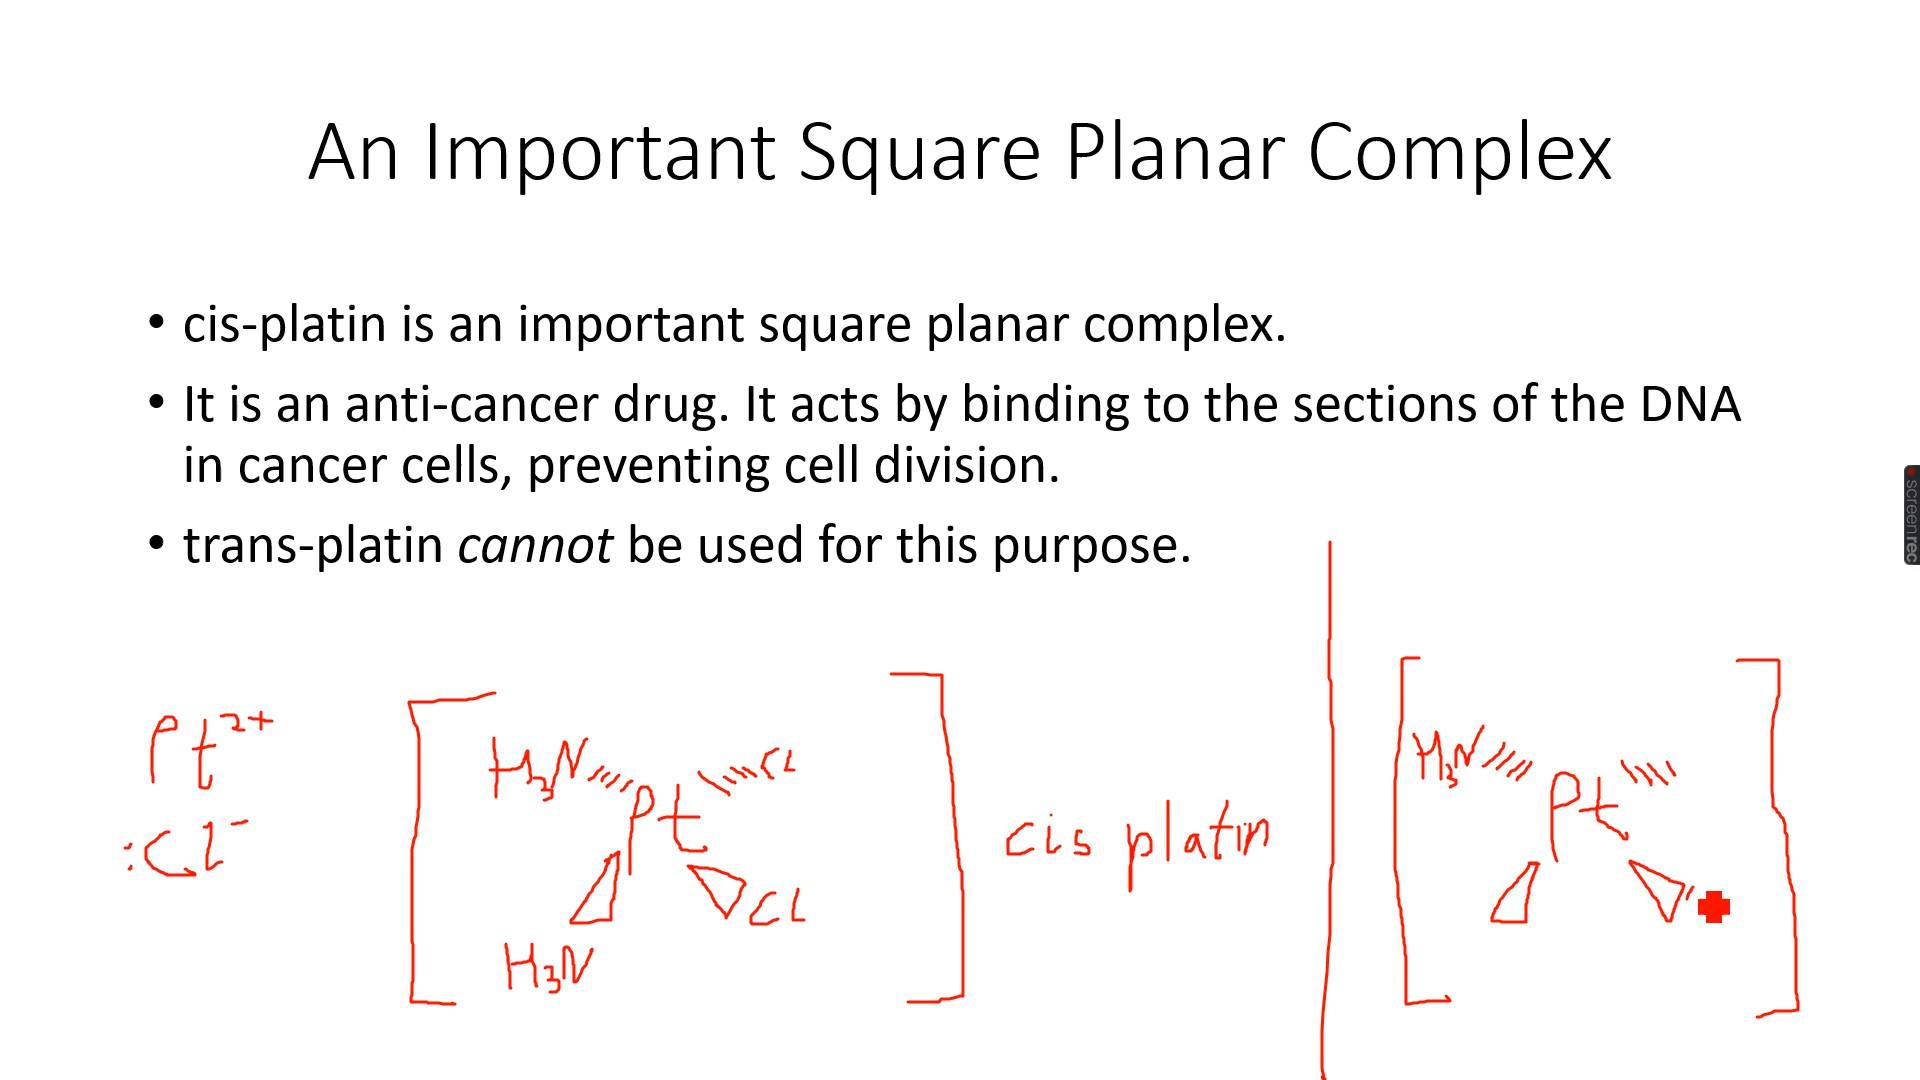 An Important Square Planar Complex
• cis-platin is an important square planar complex.
• It is an anti-cancer drug. It acts by binding to the sections of the DNA
in cancer cells, preventing cell division.
• trans-platin cannot be used for this purpose.
Pt²⁺
:Cl⁻
H₃N
Cl
Pt
Cl
H₃N
cis platin
H₃N
Pt
screenrec